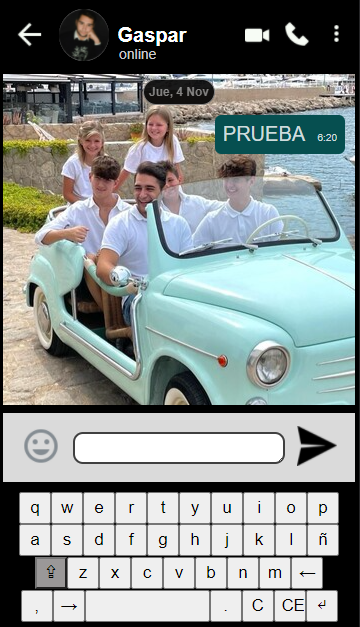 Gaspar
online
Jue, 4 Nov
PRUEBA 6:20
q w e r t y u i o p
a s d f g h j k l ñ
⇪ z x c v b n m ←
, → . C CE ↲